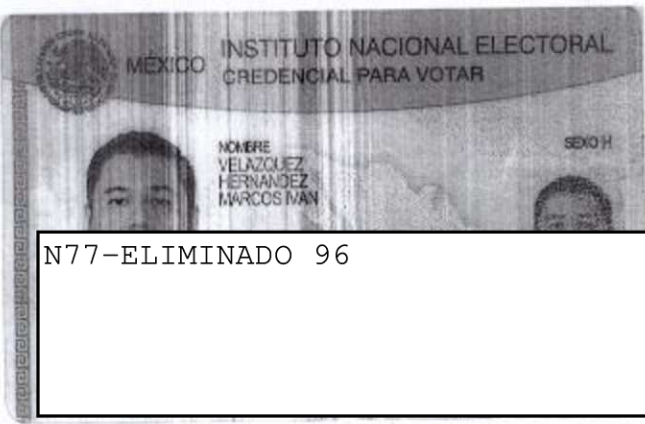 MÉXICO INSTITUTO NACIONAL ELECTORAL
CREDENCIAL PARA VOTAR
NOMBRE
VELAZQUEZ
HERNANDEZ
MARCOS IVAN
SEXO H
N77-ELIMINADO 96